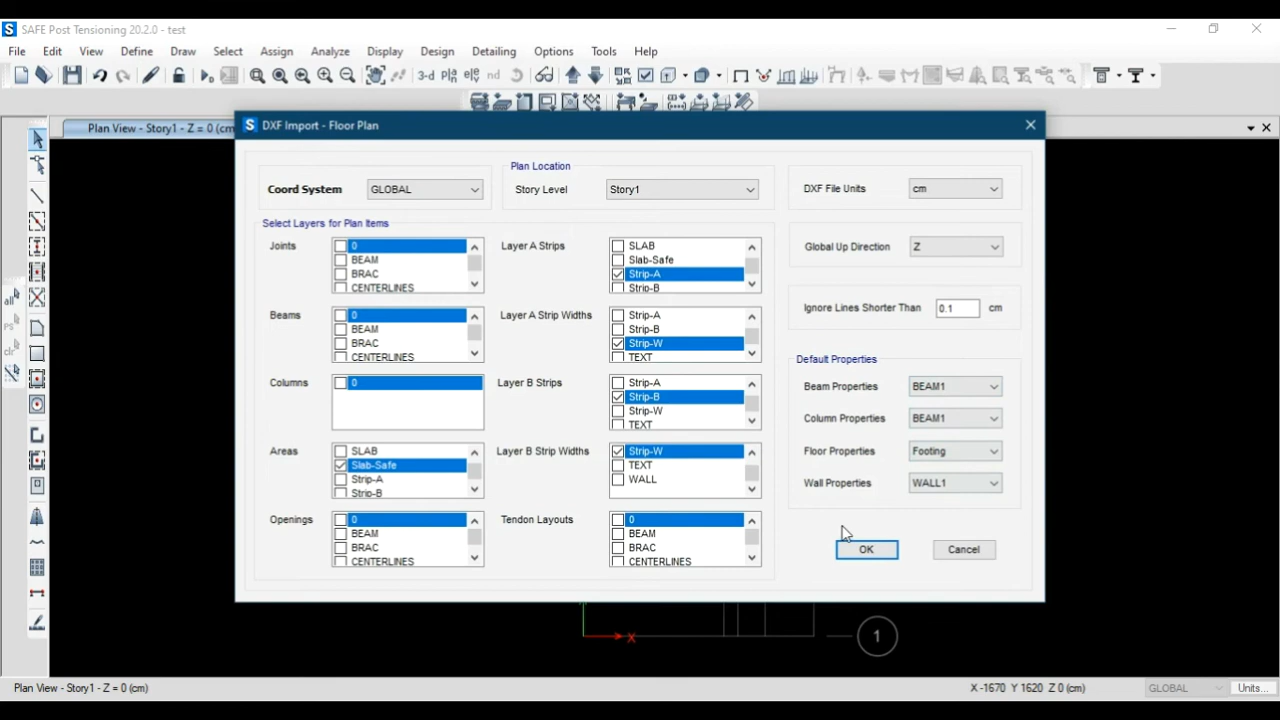 SAFE Post Tensioning 20.2.0 - test
File Edit View Define Draw Select Assign Analyze Display Design Detailing Options Tools Help
3-d
nd
Plan View - Story1 - Z = 0 (cm)
DXF Import - Floor Plan
Plan Location
Coord System GLOBAL Story Level Story1 DXF File Units cm
Select Layers for Plan Items
Joints 0 Layer A Strips SLAB Global Up Direction Z
BEAM Slab-Safe
BRAC Strip-A
CENTERLINES Strip-B
Ignore Lines Shorter Than 0.1 cm
Beams 0 Layer A Strip Widths Strip-A
BEAM Strip-B
BRAC Strip-W
CENTERLINES TEXT
Default Properties
Columns 0 Layer B Strips Strip-A Beam Properties BEAM1
Strip-B
Strip-W Column Properties BEAM1
TEXT
Areas SLAB Layer B Strip Widths Strip-W Floor Properties Footing
Slab-Safe TEXT
Strip-A WALL Wall Properties WALL1
Strip-B
Openings 0 Tendon Layouts 0
BEAM BEAM
BRAC BRAC OK Cancel
CENTERLINES CENTERLINES
all
ps
clr
X 1
Plan View - Story1 - Z = 0 (cm) X -1670 Y 1620 Z 0 (cm) GLOBAL Units...